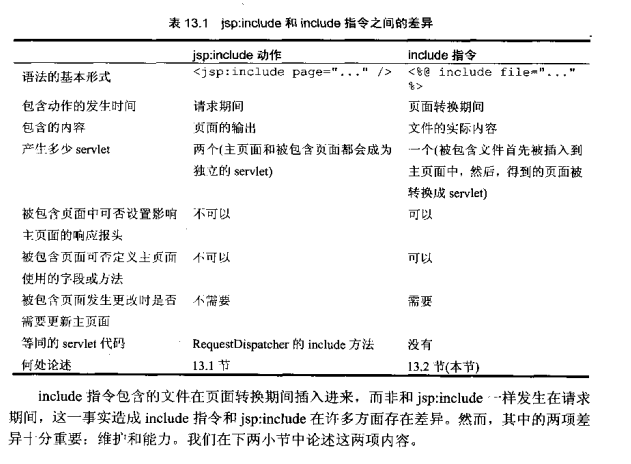 表 13.1 jsp:include 和 include 指令之间的差异
jsp:include 动作 include 指令
语法的基本形式 <jsp:include page="..." /> <%@ include file="..."
%>
包含动作的发生时间 请求期间 页面转换期间
包含的内容 页面的输出 文件的实际内容
产生多少 servlet 两个(主页面和被包含页面都会成为 一个(被包含文件首先被插入到
独立的 servlet) 主页面中，然后，得到的页面被
转换成 servlet)
被包含页面中可否设置影响 不可以 可以
主页面的响应报头
被包含页面可否定义主页面 不可以 可以
使用的字段或方法
被包含页面发生更改时是否 不需要 需要
需要更新主页面
等同的 servlet 代码 RequestDispatcher 的 include 方法 没有
何处论述 13.1 节 13.2 节(本节)
include 指令包含的文件在页面转换期间插入进来，而非和 jsp:include 一样发生在请求
期间，这一事实造成 include 指令和 jsp:include 在许多方面存在差异。然而，其中的两项差
异十分重要：维护和能力。我们在下两小节中论述这两项内容。